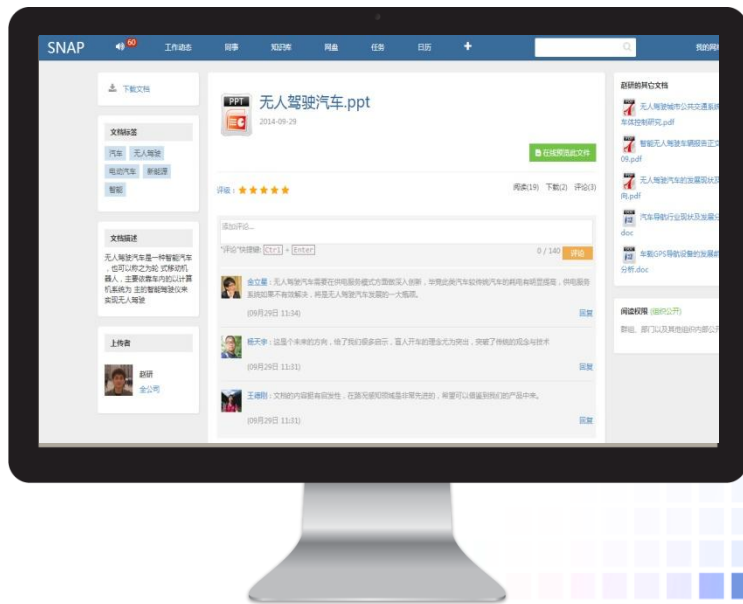 SNAP
60
工作动态
同事
知识库
网盘
任务
日历
+
我的网
下载文档
文档标签
汽车 无人驾驶
电动汽车 新能源
智能
文档描述
无人驾驶汽车是一种智能汽车
，也可以称之为轮 式移动机
器人，主要依靠车内的以计算
机系统为 主的智能驾驶仪来
实现无人驾驶
上传者
赵研
全公司
PPT
无人驾驶汽车.ppt
2014-09-29
在线预览此文件
评级：
阅读(19) 下载(2) 评论(3)
添加评论...
"评论"快捷键: Ctrl + Enter
0 / 140 评论
金立曼：无人驾驶汽车需要在供电服务模式方面做深入创新，毕竟此类汽车较传统汽车的耗电有明显提高，供电服务
系统如果不有效解决，将是无人驾驶汽车发展的一大瓶颈。
(09月29日 11:34) 回复
杨天宇：这是个未来的方向，给了我们很多启示，盲人开车的理念尤为突出，突破了传统的观念与技术
(09月29日 11:31) 回复
王德刚：文档的内容挺有启发性，在路况感知领域是非常先进的，希望可以借鉴到我们的产品中来。
(09月29日 11:31) 回复
赵研的其它文档
无人驾驶城市公共交通系统
车体控制研究.pdf
智能无人驾驶车辆报告正文
09.pdf
无人驾驶汽车的发展现状及
向.pdf
汽车导航行业现状及发展
doc
车载GPS导航设备的发展
分析.doc
阅读权限 (组织公开)
群组、部门以及其他组织内部公